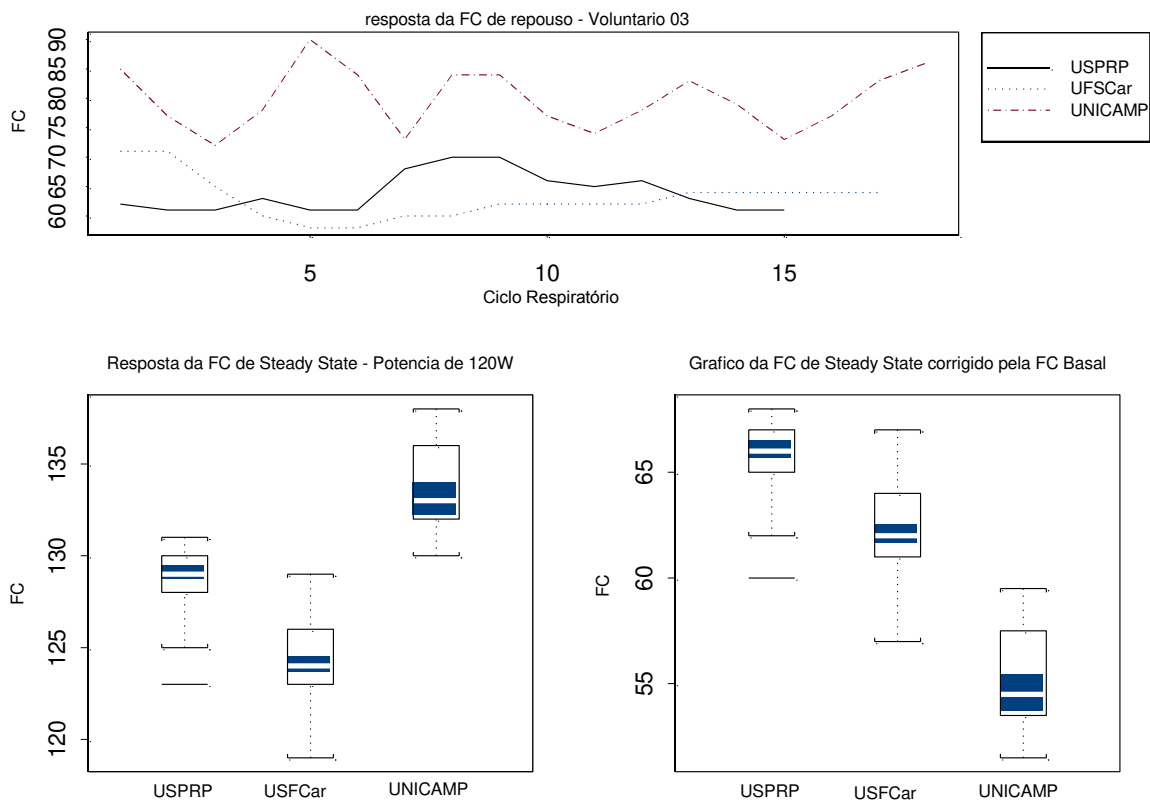 resposta da FC de repouso - Voluntario 03
90
85
80
75
70
65
60
FC
5
10
15
Ciclo Respiratório
USPRP
UFSCar
UNICAMP
Resposta da FC de Steady State - Potencia de 120W
135
130
125
120
FC
USPRP
USFCar
UNICAMP
Grafico da FC de Steady State corrigido pela FC Basal
65
60
55
FC
USPRP
USFCar
UNICAMP